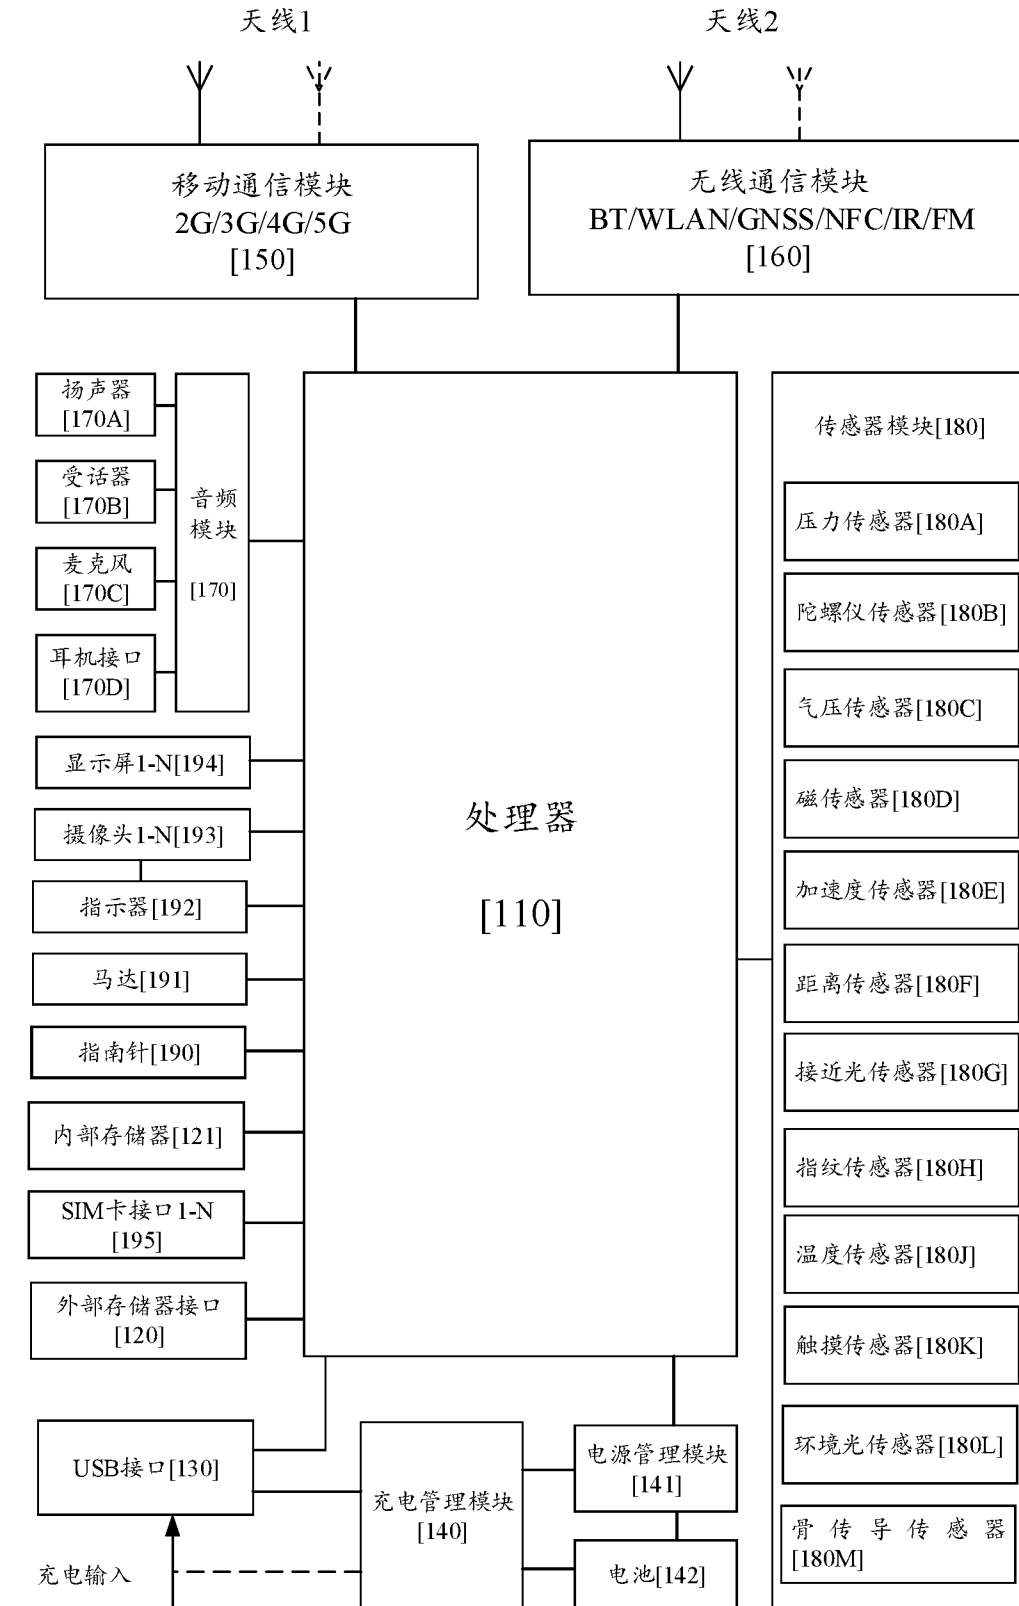 天线1
天线2
移动通信模块
2G/3G/4G/5G
[150]
无线通信模块
BT/WLAN/GNSS/NFC/IR/FM
[160]
扬声器
[170A]
受话器
[170B]
麦克风
[170C]
耳机接口
[170D]
音频
模块
[170]
显示屏1-N[194]
摄像头1-N[193]
指示器[192]
马达[191]
指南针[190]
内部存储器[121]
SIM卡接口1-N
[195]
外部存储器接口
[120]
处理器
[110]
传感器模块[180]
压力传感器[180A]
陀螺仪传感器[180B]
气压传感器[180C]
磁传感器[180D]
加速度传感器[180E]
距离传感器[180F]
接近光传感器[180G]
指纹传感器[180H]
温度传感器[180J]
触摸传感器[180K]
环境光传感器[180L]
骨传导传感器
[180M]
USB接口[130]
充电管理模块
[140]
电源管理模块
[141]
电池[142]
充电输入